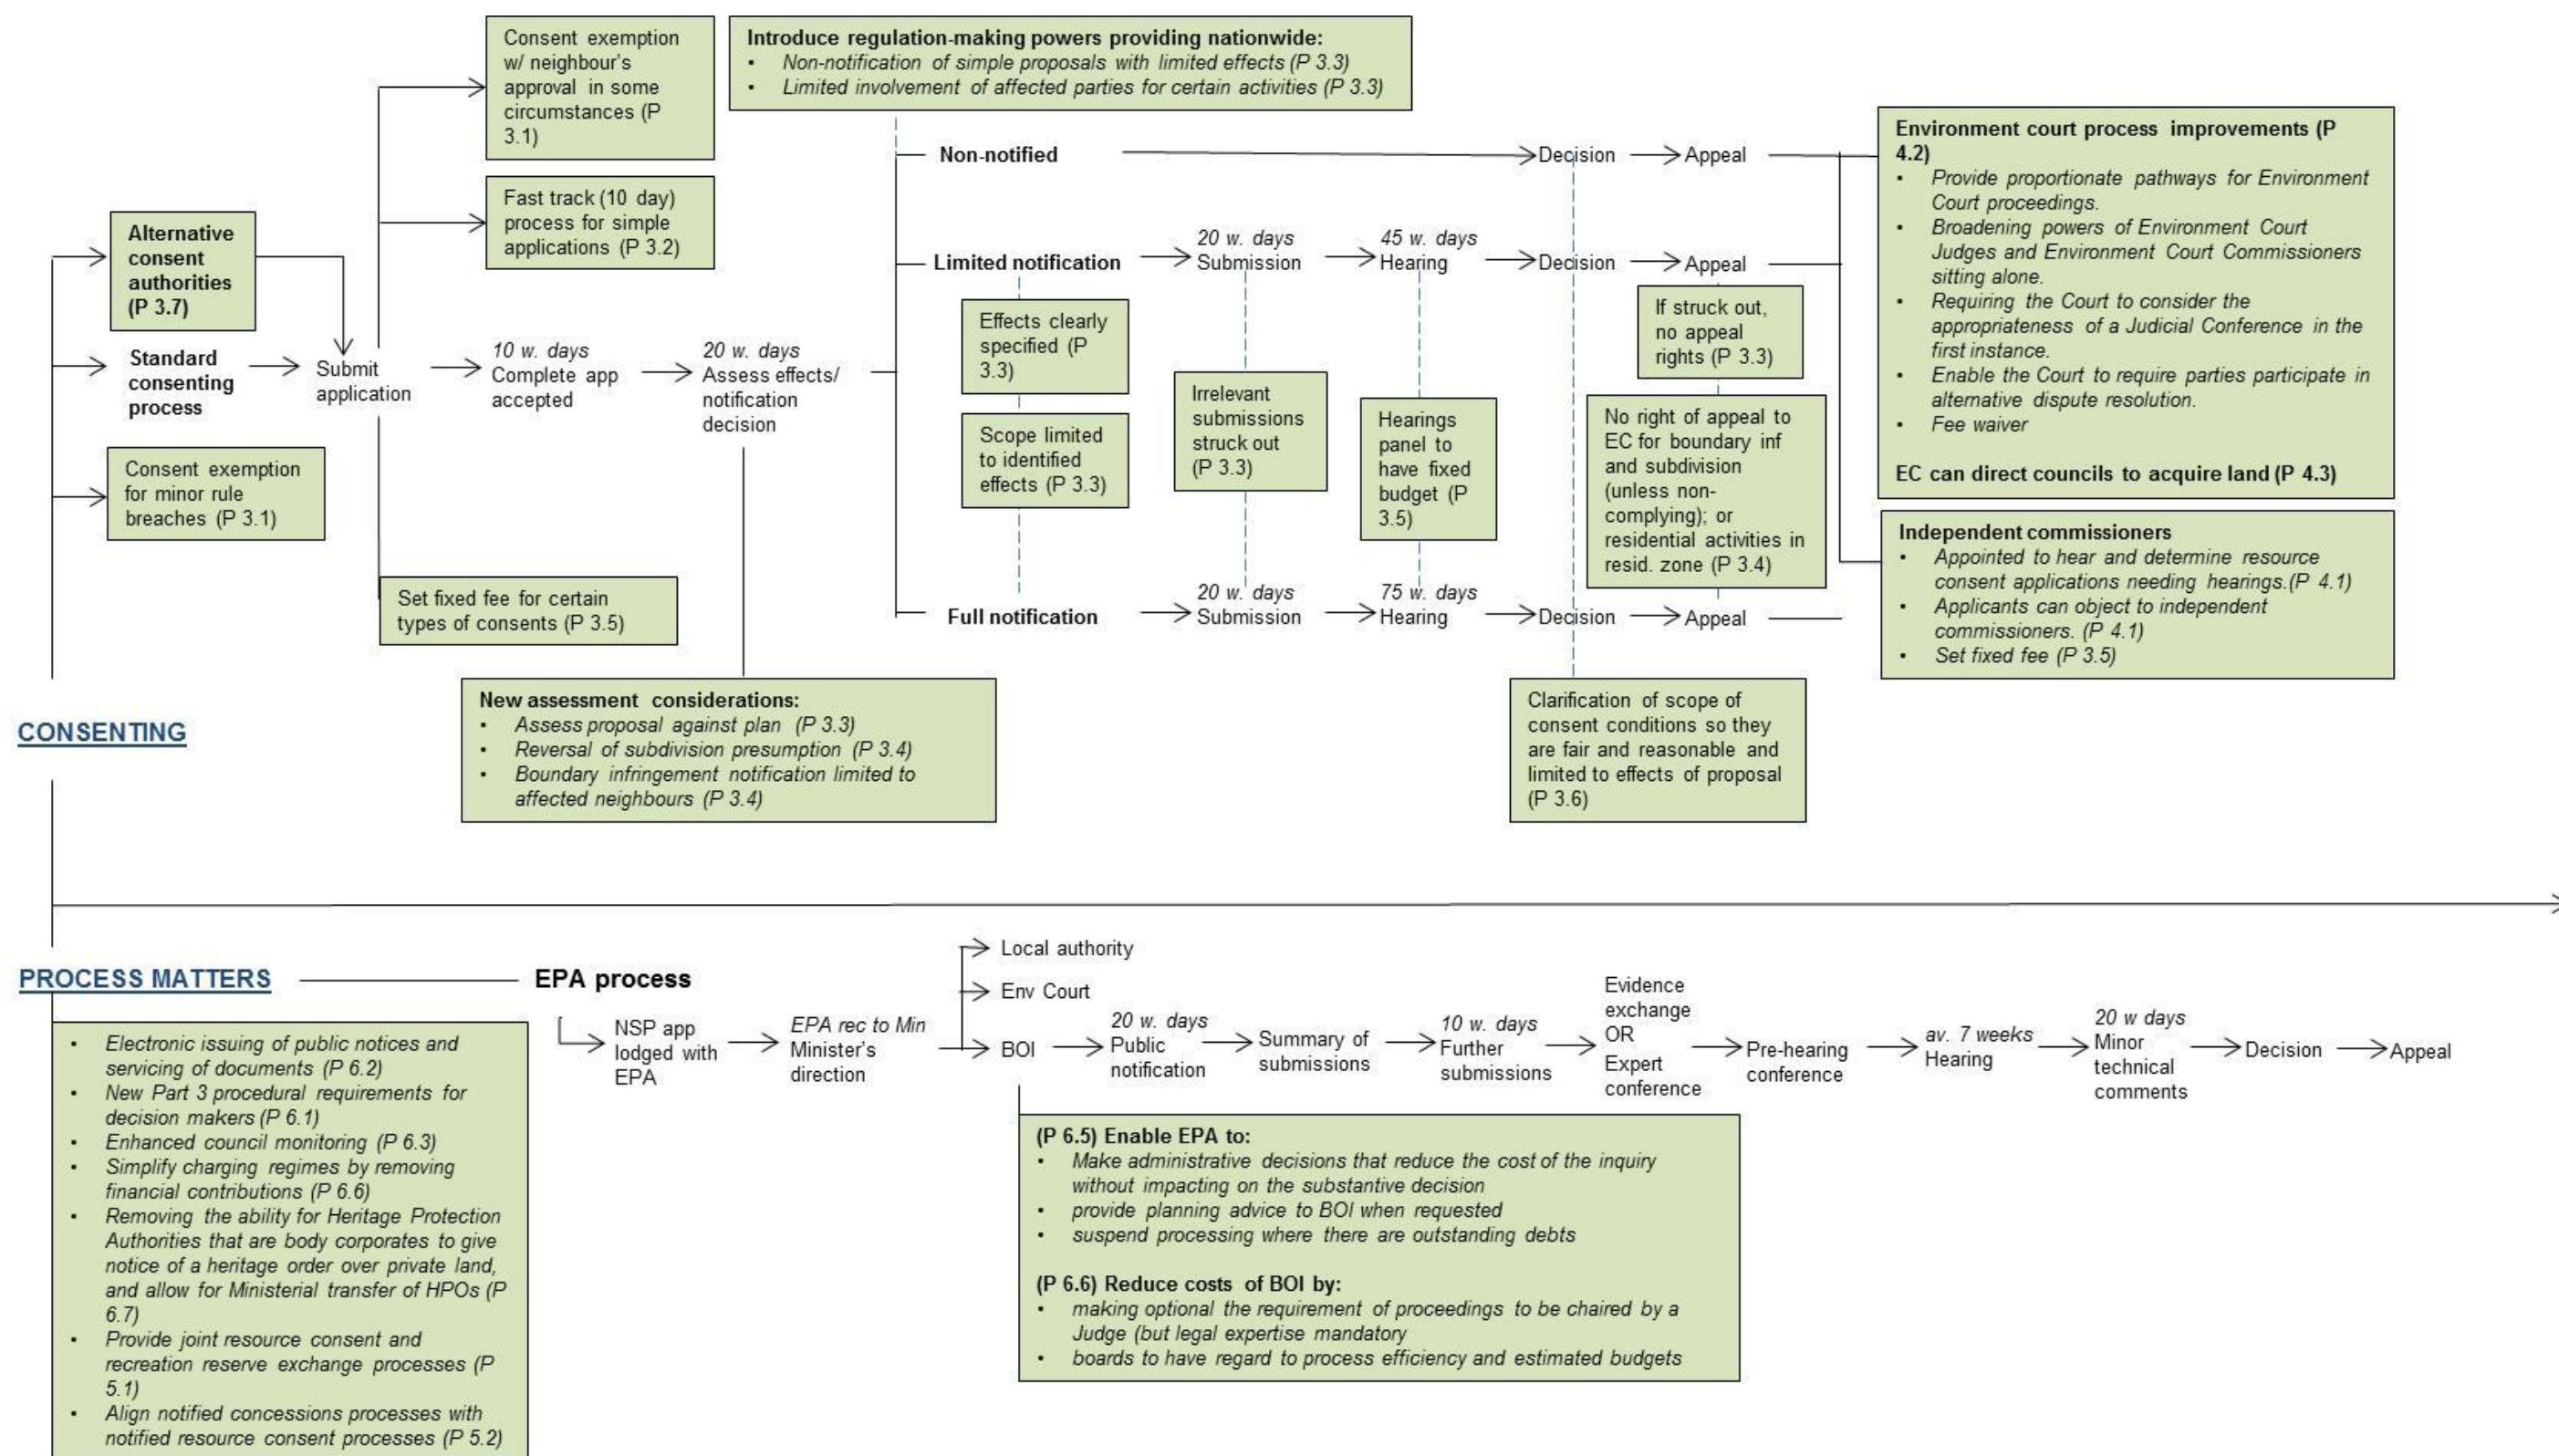 Consent exemption
w/ neighbour's
approval in some
circumstances (P
3.1)
Introduce regulation-making powers providing nationwide:
• Non-notification of simple proposals with limited effects (P 3.3)
• Limited involvement of affected parties for certain activities (P 3.3)
Fast track (10 day)
process for simple
applications (P 3.2)
Alternative
consent
authorities
(P 3.7)
Standard
consenting
process
Consent exemption
for minor rule
breaches (P 3.1)
Submit
application
10 w. days
Complete app
accepted
20 w. days
Assess effects/
notification
decision
Set fixed fee for certain
types of consents (P 3.5)
Non-notified
Decision
Appeal
Limited notification
20 w. days
Submission
45 w. days
Hearing
Decision
Appeal
Effects clearly
specified (P
3.3)
Scope limited
to identified
effects (P 3.3)
Irrelevant
submissions
struck out
(P 3.3)
Hearings
panel to
have fixed
budget (P
3.5)
If struck out,
no appeal
rights (P 3.3)
No right of appeal to
EC for boundary inf
and subdivision
(unless non-
complying); or
residential activities in
resid. zone (P 3.4)
Full notification
20 w. days
Submission
75 w. days
Hearing
Decision
Appeal
Environment court process improvements (P
4.2)
• Provide proportionate pathways for Environment
Court proceedings.
• Broadening powers of Environment Court
Judges and Environment Court Commissioners
sitting alone.
• Requiring the Court to consider the
appropriateness of a Judicial Conference in the
first instance.
• Enable the Court to require parties participate in
alternative dispute resolution.
• Fee waiver
EC can direct councils to acquire land (P 4.3)
Independent commissioners
• Appointed to hear and determine resource
consent applications needing hearings.(P 4.1)
• Applicants can object to independent
commissioners. (P 4.1)
• Set fixed fee (P 3.5)
CONSENTING
New assessment considerations:
• Assess proposal against plan (P 3.3)
• Reversal of subdivision presumption (P 3.4)
• Boundary infringement notification limited to
affected neighbours (P 3.4)
Clarification of scope of
consent conditions so they
are fair and reasonable and
limited to effects of proposal
(P 3.6)
PROCESS MATTERS
EPA process
NSP app
lodged with
EPA
EPA rec to Min
Minister's
direction
Local authority
Env Court
BOI
20 w. days
Public
notification
Summary of
submissions
10 w. days
Further
submissions
Evidence
exchange
OR
Expert
conference
Pre-hearing
conference
av. 7 weeks
Hearing
20 w days
Minor
technical
comments
Decision
Appeal
• Electronic issuing of public notices and
servicing of documents (P 6.2)
• New Part 3 procedural requirements for
decision makers (P 6.1)
• Enhanced council monitoring (P 6.3)
• Simplify charging regimes by removing
financial contributions (P 6.6)
• Removing the ability for Heritage Protection
Authorities that are body corporates to give
notice of a heritage order over private land,
and allow for Ministerial transfer of HPOs (P
6.7)
• Provide joint resource consent and
recreation reserve exchange processes (P
5.1)
• Align notified concessions processes with
notified resource consent processes (P 5.2)
(P 6.5) Enable EPA to:
• Make administrative decisions that reduce the cost of the inquiry
without impacting on the substantive decision
• provide planning advice to BOI when requested
• suspend processing where there are outstanding debts
(P 6.6) Reduce costs of BOI by:
• making optional the requirement of proceedings to be chaired by a
Judge (but legal expertise mandatory
• boards to have regard to process efficiency and estimated budgets